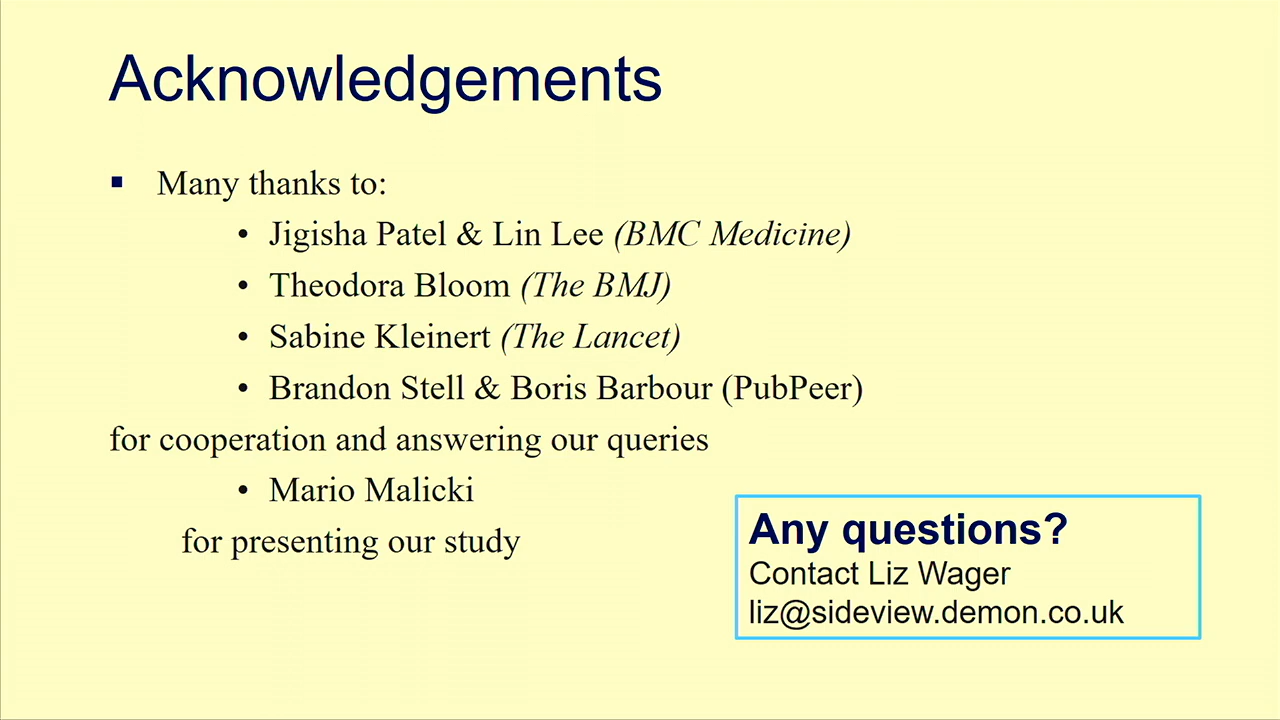 Acknowledgements
▪ Many thanks to:
• Jigisha Patel & Lin Lee (BMC Medicine)
• Theodora Bloom (The BMJ)
• Sabine Kleinert (The Lancet)
• Brandon Stell & Boris Barbour (PubPeer)
for cooperation and answering our queries
• Mario Malicki
for presenting our study
Any questions?
Contact Liz Wager
liz@sideview.demon.co.uk